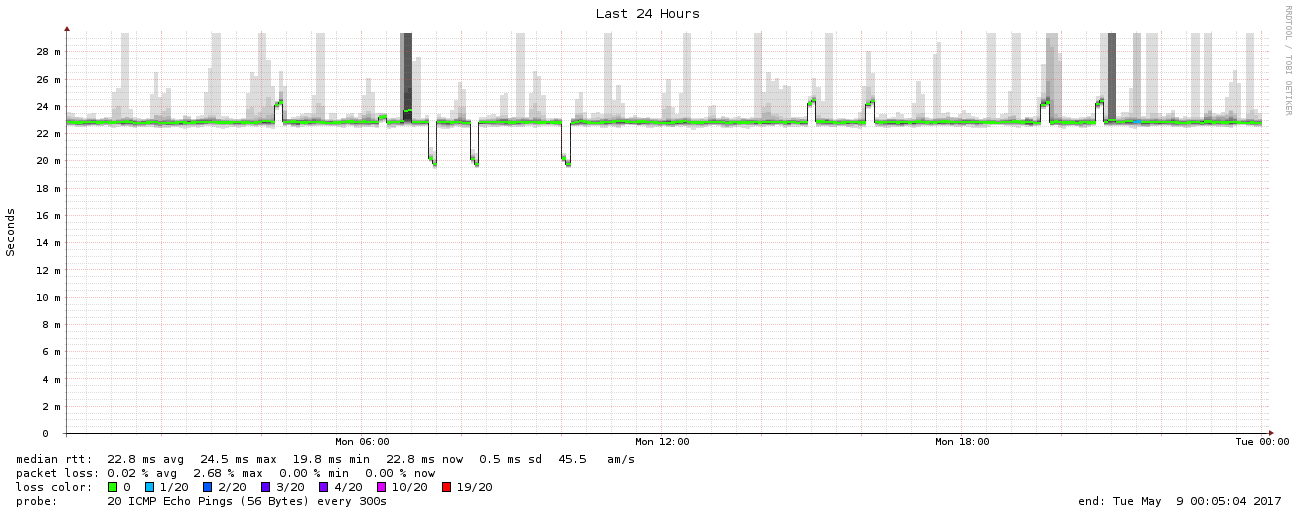 Last 24 Hours
RRDTOOL / TOBI OETIKER
Seconds
28 m
26 m
24 m
22 m
20 m
18 m
16 m
14 m
12 m
10 m
8 m
6 m
4 m
2 m
0
Mon 06:00 Mon 12:00 Mon 18:00 Tue 00:00
median rtt: 22.8 ms avg 24.5 ms max 19.8 ms min 22.8 ms now 0.5 ms sd 45.5 am/s
packet loss: 0.02 % avg 2.68 % max 0.00 % min 0.00 % now
loss color: 0 1/20 2/20 3/20 4/20 10/20 19/20
probe: 20 ICMP Echo Pings (56 Bytes) every 300s end: Tue May 9 00:05:04 2017